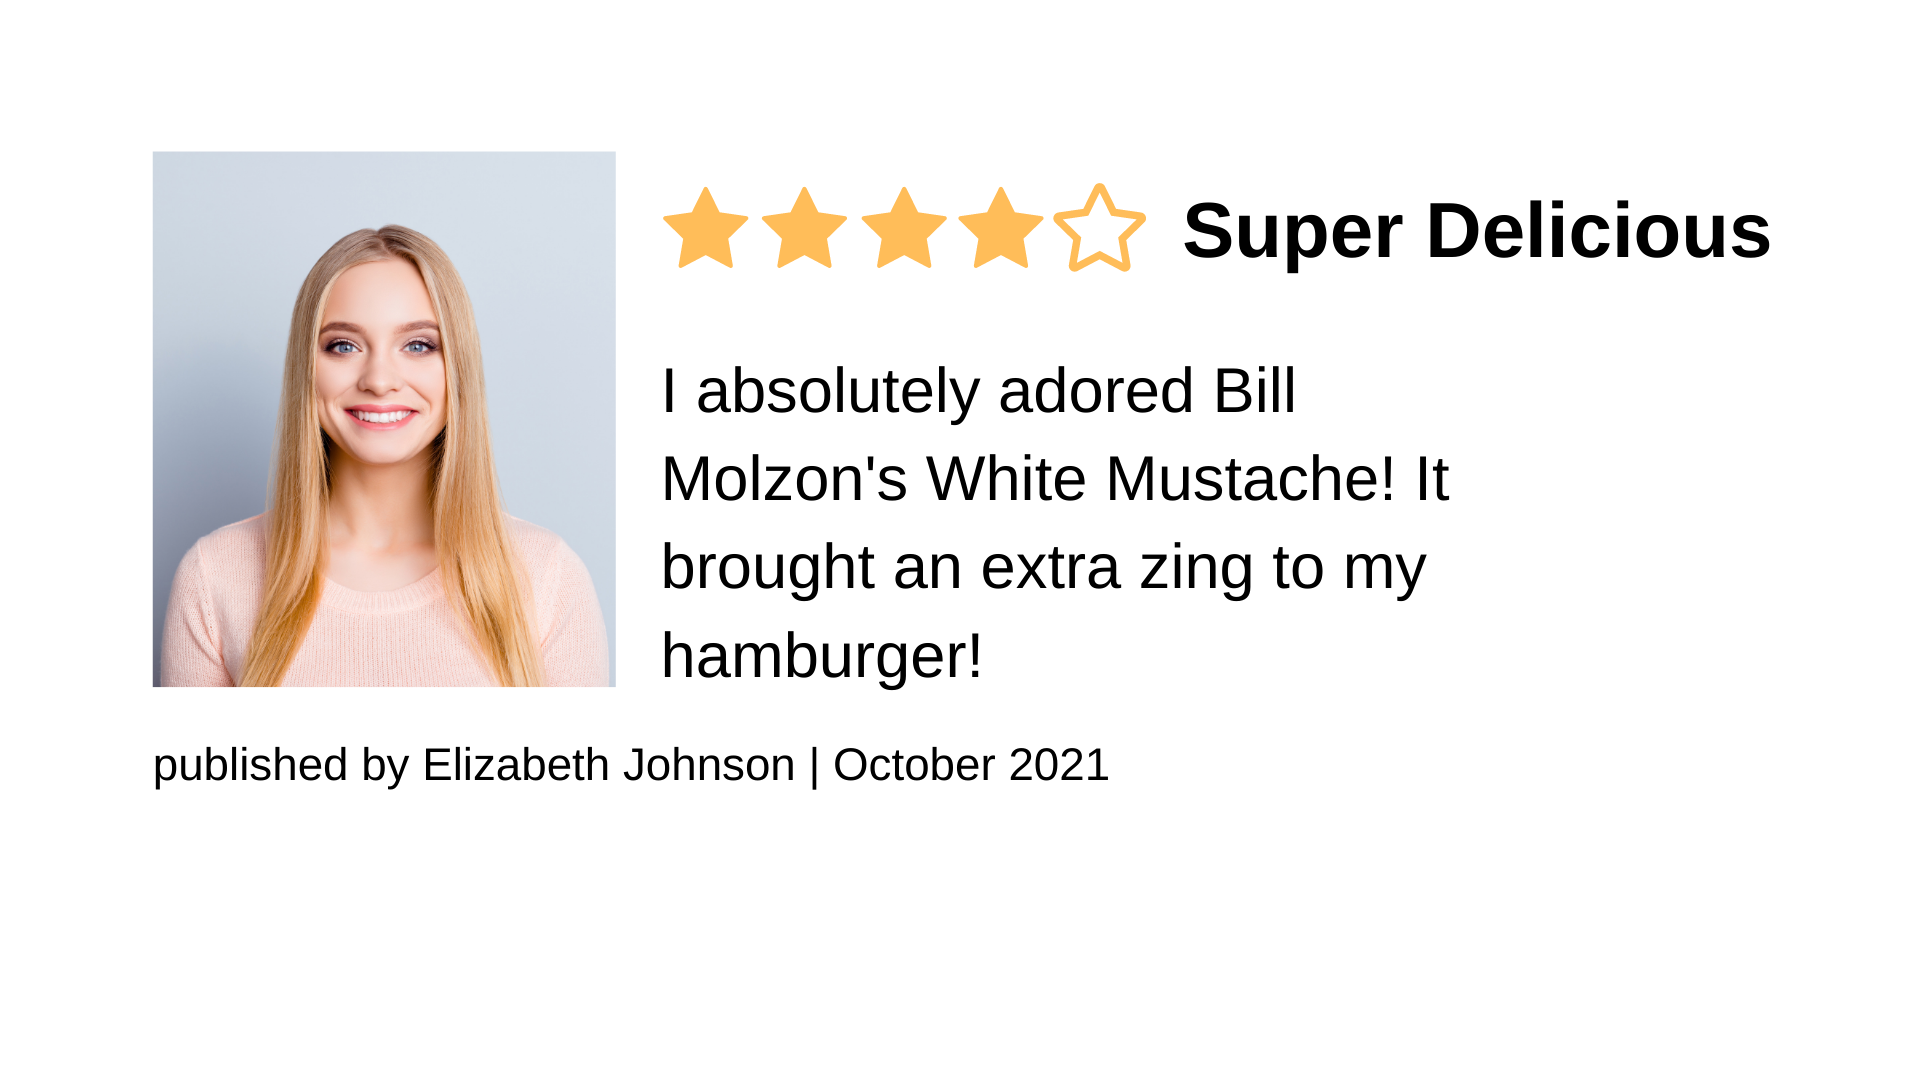 Super Delicious
I absolutely adored Bill
Molzon's White Mustache! It
brought an extra zing to my
hamburger!
published by Elizabeth Johnson | October 2021